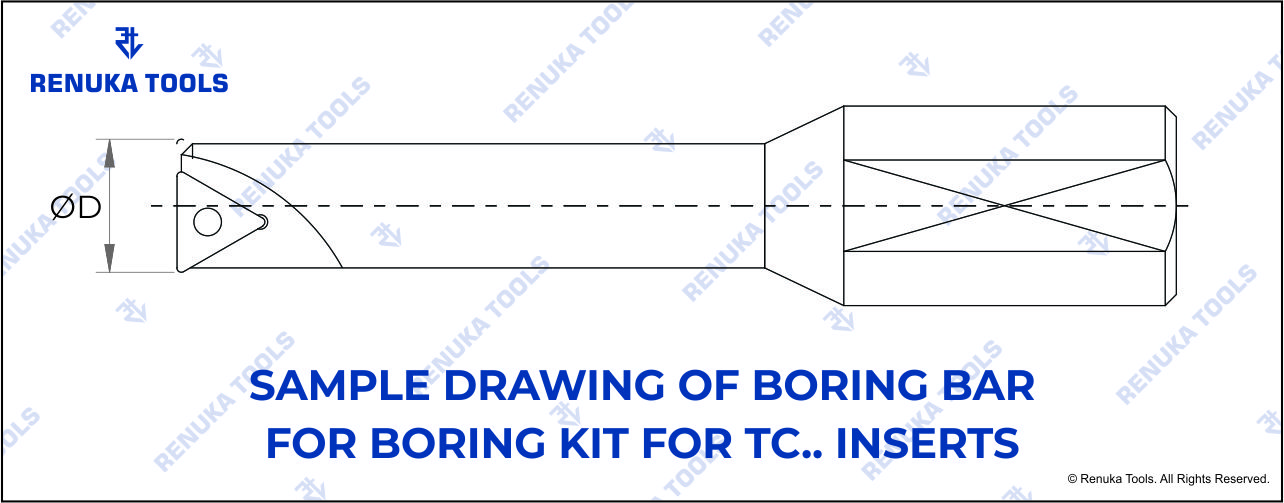 RENUKA TOOLS
ØD
SAMPLE DRAWING OF BORING BAR
FOR BORING KIT FOR TC.. INSERTS
© Renuka Tools. All Rights Reserved.